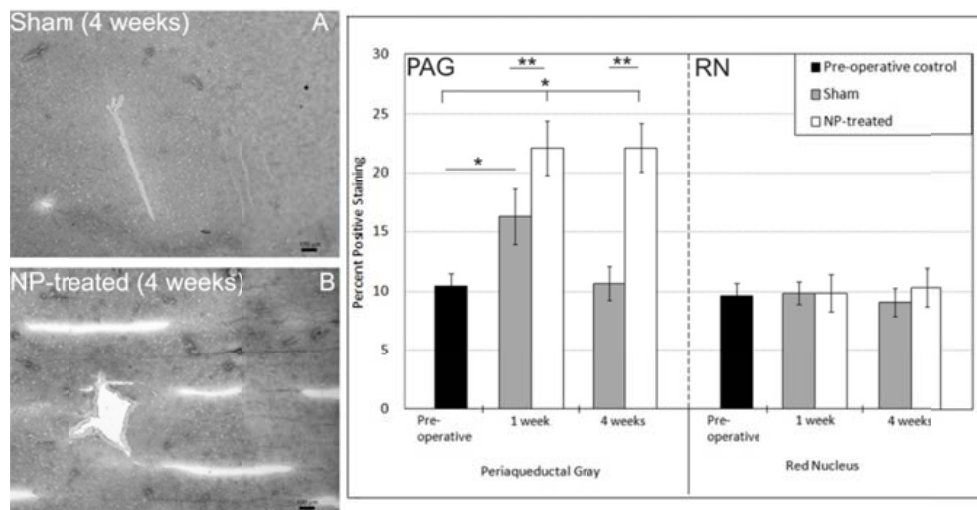 Sham (4 weeks) A
NP-treated (4 weeks) B
PAG
RN
** **
*
*
Pre-operative control
Sham
NP-treated
Percent Positive Staining
30
25
20
15
10
5
0
Pre-
operative
1 week
4 weeks
Pre-
operative
1 week
4 weeks
Periaqueductal Gray
Red Nucleus